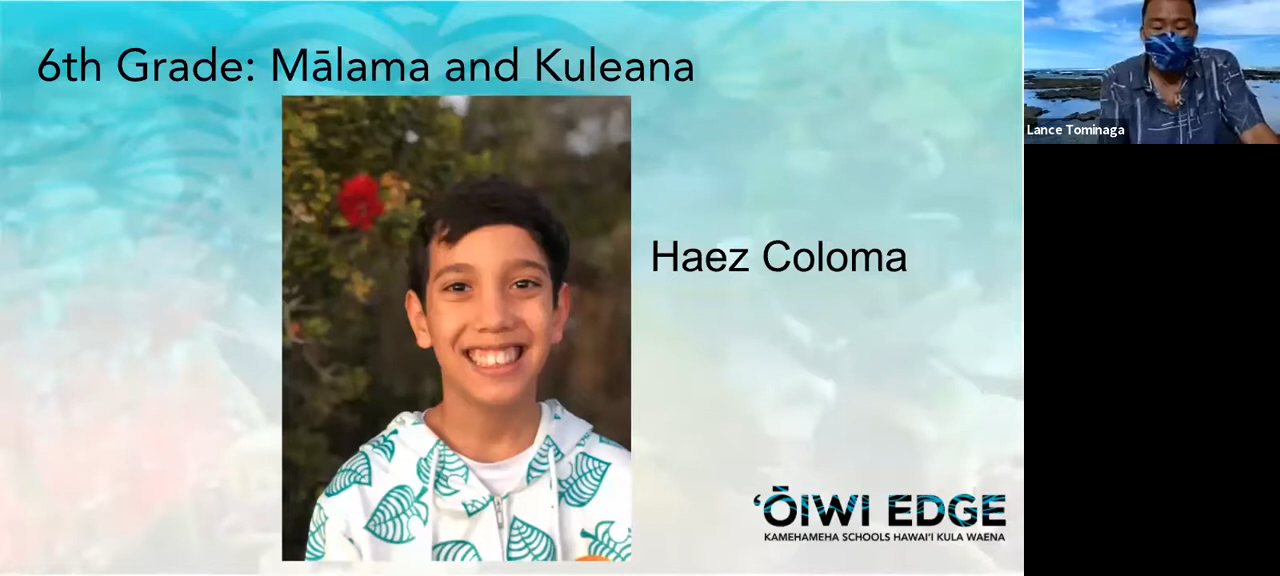 6th Grade: Mālama and Kuleana
Lance Tominaga
Haez Coloma
ʻŌIWI EDGE
KAMEHAMEHA SCHOOLS HAWAIʻI KULA WAENA